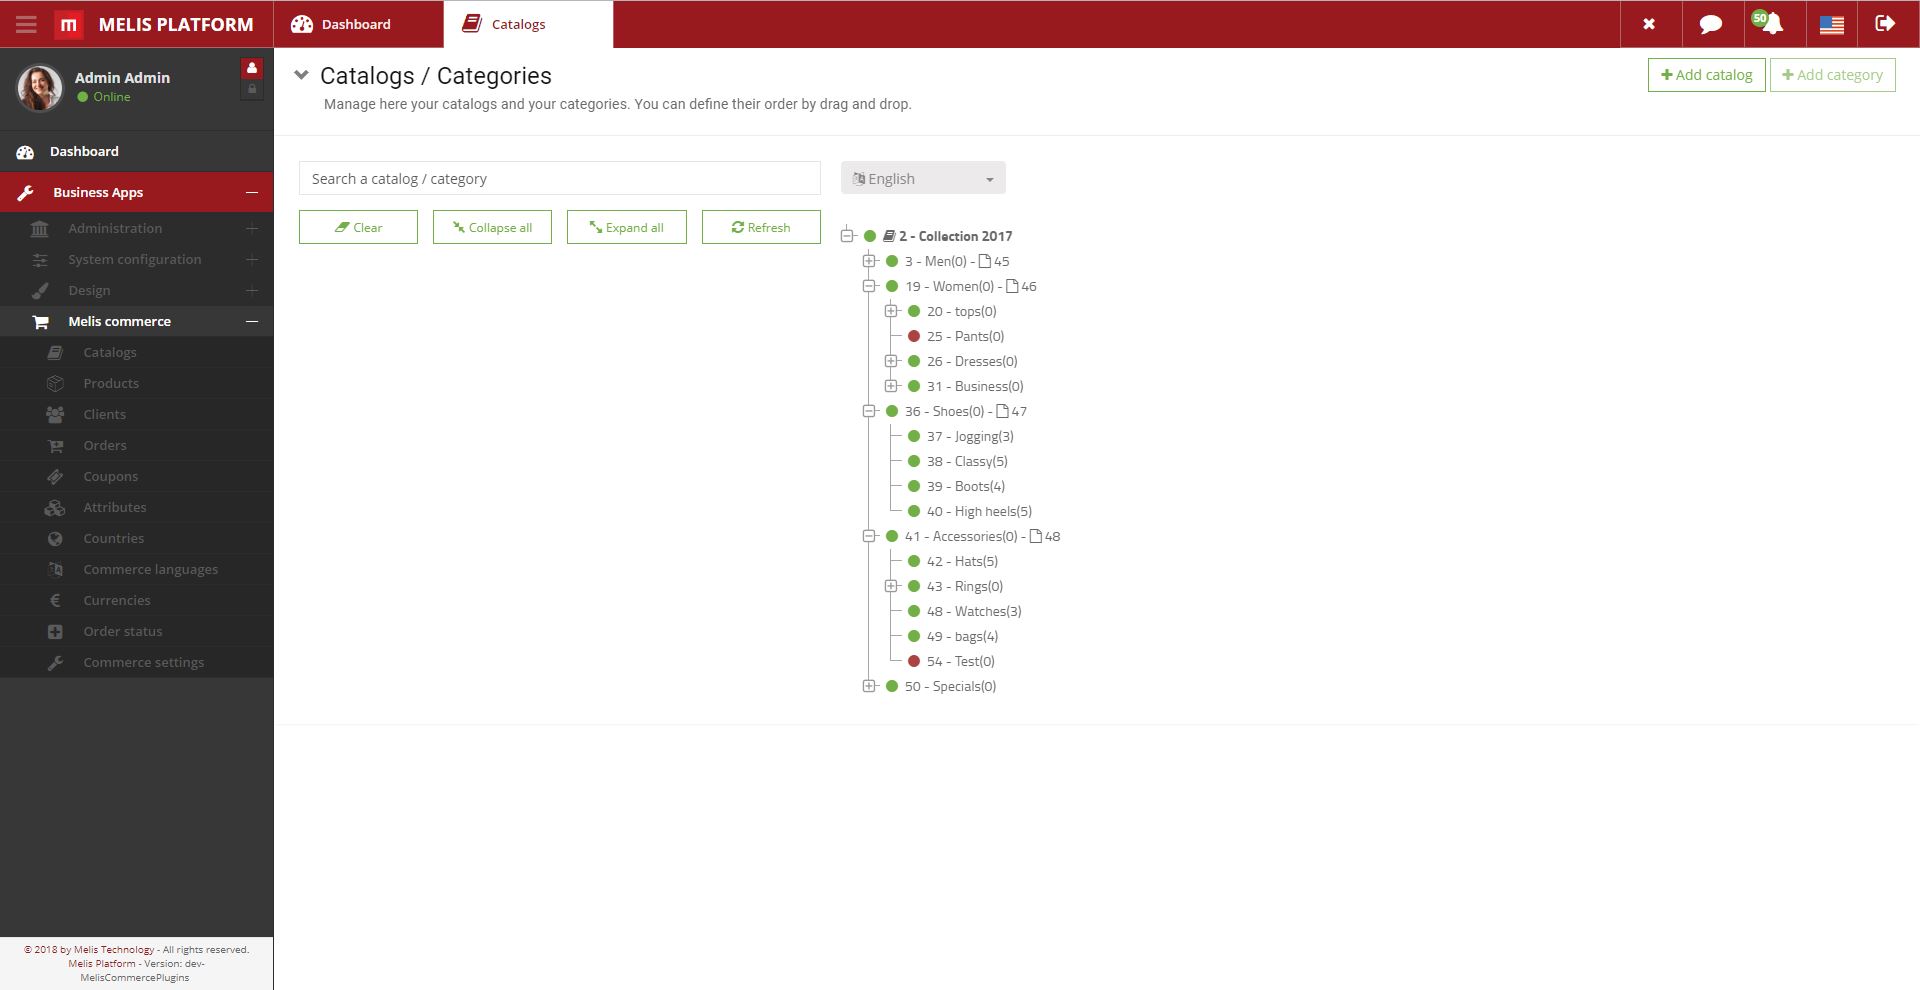 m MELIS PLATFORM
Dashboard
Catalogs
50
Admin Admin
Online
Dashboard
Business Apps
Administration
System configuration
Design
Melis commerce
Catalogs
Products
Clients
Orders
Coupons
Attributes
Countries
Commerce languages
Currencies
Order status
Commerce settings
© 2018 by Melis Technology - All rights reserved.
Melis Platform - Version: dev-
MelisCommercePlugins
Catalogs / Categories
Manage here your catalogs and your categories. You can define their order by drag and drop.
Add catalog
Add category
Search a catalog / category
Clear
Collapse all
Expand all
Refresh
English
2 - Collection 2017
3 - Men(0) - 45
19 - Women(0) - 46
20 - tops(0)
25 - Pants(0)
26 - Dresses(0)
31 - Business(0)
36 - Shoes(0) - 47
37 - Jogging(3)
38 - Classy(5)
39 - Boots(4)
40 - High heels(5)
41 - Accessories(0) - 48
42 - Hats(5)
43 - Rings(0)
48 - Watches(3)
49 - bags(4)
54 - Test(0)
50 - Specials(0)